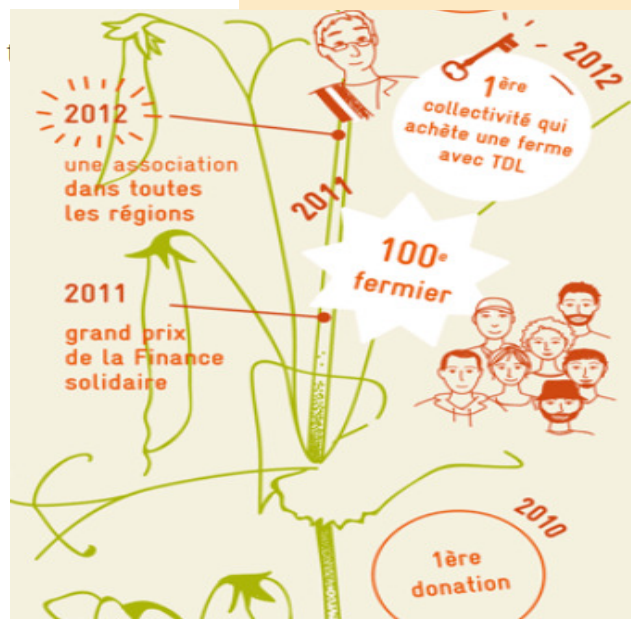 2012
1ère
collectivité qui
achète une ferme
avec TDL
2012
une association
dans toutes
les régions
2011
100e
fermier
2011
grand prix
de la Finance
solidaire
2010
1ère
donation